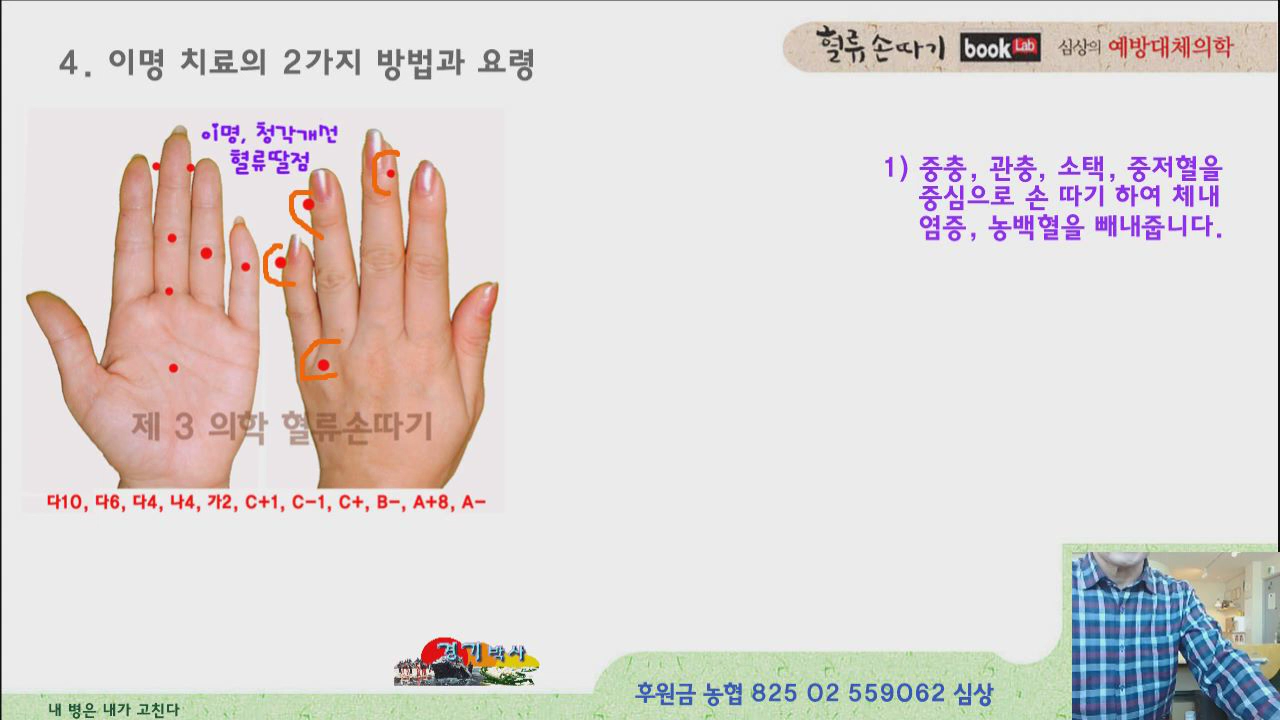 4. 이명 치료의 2가지 방법과 요령
혈류손따기 book Lab 심상의 예방대체의학
이명, 청각개선
혈류딸점
1) 중충, 관충, 소택, 중저혈을
중심으로 손 따기 하여 체내
염증, 농백혈을 빼내줍니다.
제 3 의학 혈류손따기
다10, 다6, 다4, 나4, 가2, C+1, C-1, C+, B-, A+8, A-
경기박사
후원금 농협 825 02 559062 심상
내 병은 내가 고친다